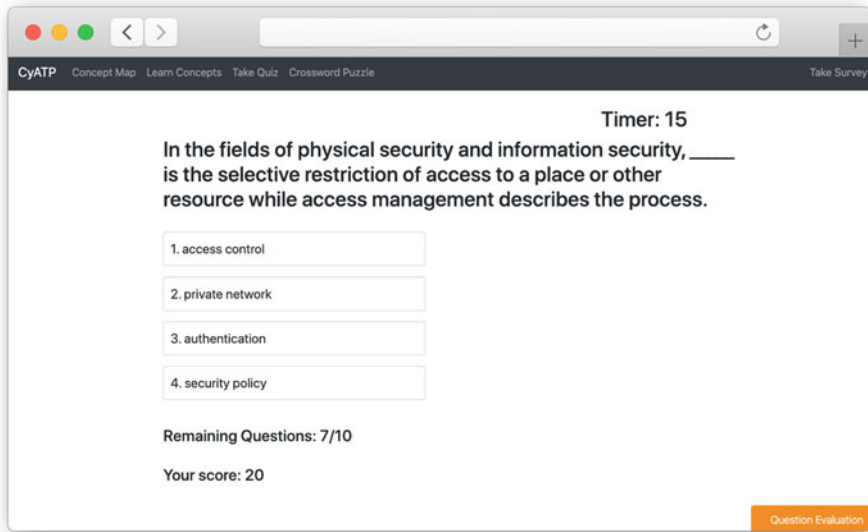 CyATP Concept Map Learn Concepts Take Quiz Crossword Puzzle Take Survey
Timer: 15
In the fields of physical security and information security, _____
is the selective restriction of access to a place or other
resource while access management describes the process.
1. access control
2. private network
3. authentication
4. security policy
Remaining Questions: 7/10
Your score: 20
Question Evaluation